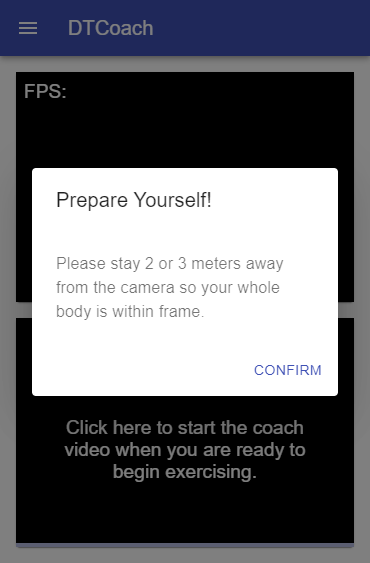 DTCoach
FPS:
Prepare Yourself!
Please stay 2 or 3 meters away
from the camera so your whole
body is within frame.
CONFIRM
Click here to start the coach
video when you are ready to
begin exercising.